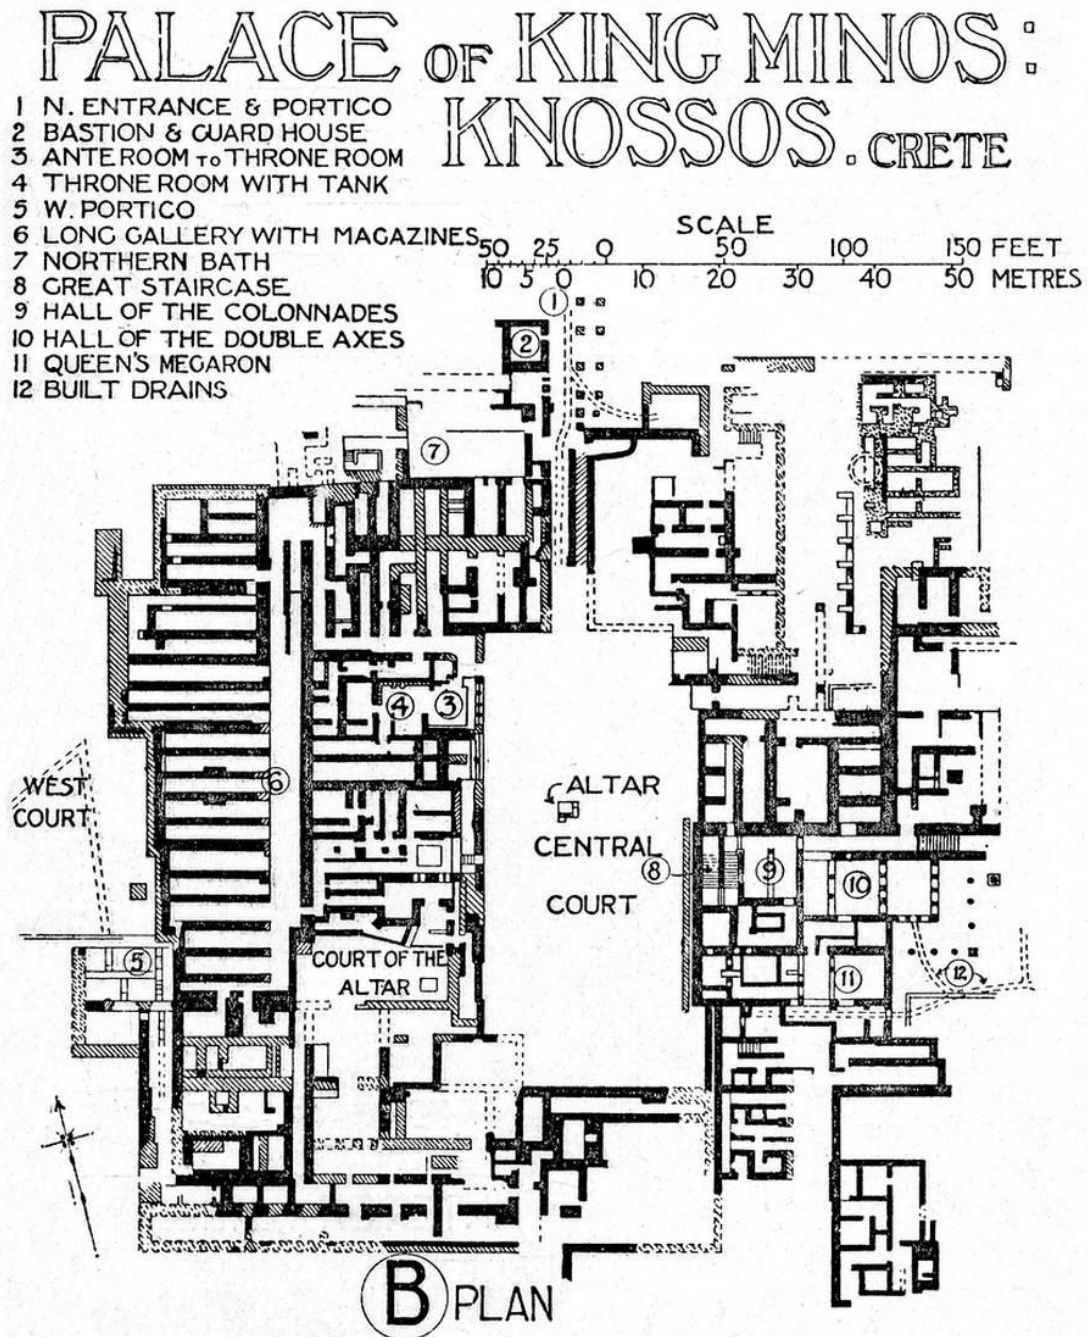 PALACE OF KING MINOS:
KNOSSOS. CRETE
1 N. ENTRANCE & PORTICO
2 BASTION & GUARD HOUSE
3 ANTE ROOM TO THRONE ROOM
4 THRONE ROOM WITH TANK
5 W. PORTICO
6 LONG GALLERY WITH MAGAZINES
7 NORTHERN BATH
8 GREAT STAIRCASE
9 HALL OF THE COLONNADES
10 HALL OF THE DOUBLE AXES
11 QUEEN'S MEGARON
12 BUILT DRAINS
SCALE
50 25 0 50 100 150 FEET
10 5 0 10 20 30 40 50 METRES
1
2
7
4
3
6
WEST
COURT
ALTAR
CENTRAL
COURT
8
9
10
5
COURT OF THE
ALTAR
11
12
B PLAN